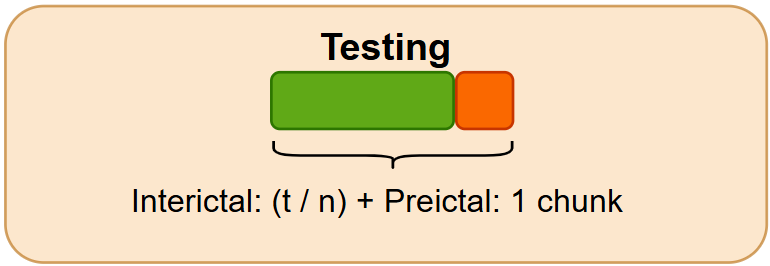 Testing
Interictal: (t / n) + Preictal: 1 chunk